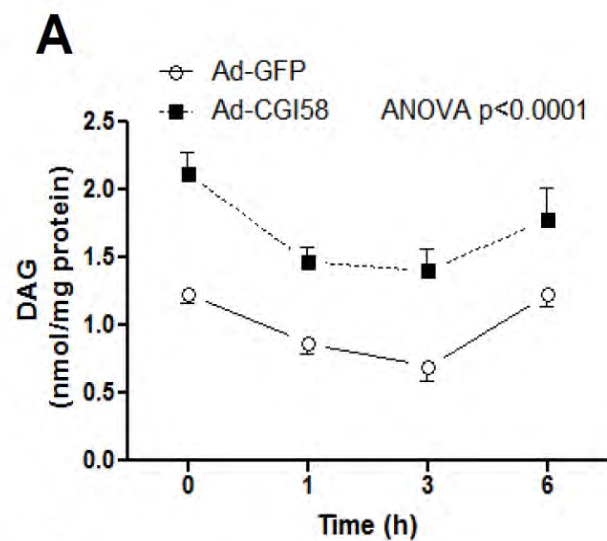 A
Ad-GFP
Ad-CGI58 ANOVA p<0.0001
2.5
2.0
1.5
1.0
0.5
0.0
DAG
(nmol/mg protein)
0 1 3 6
Time (h)